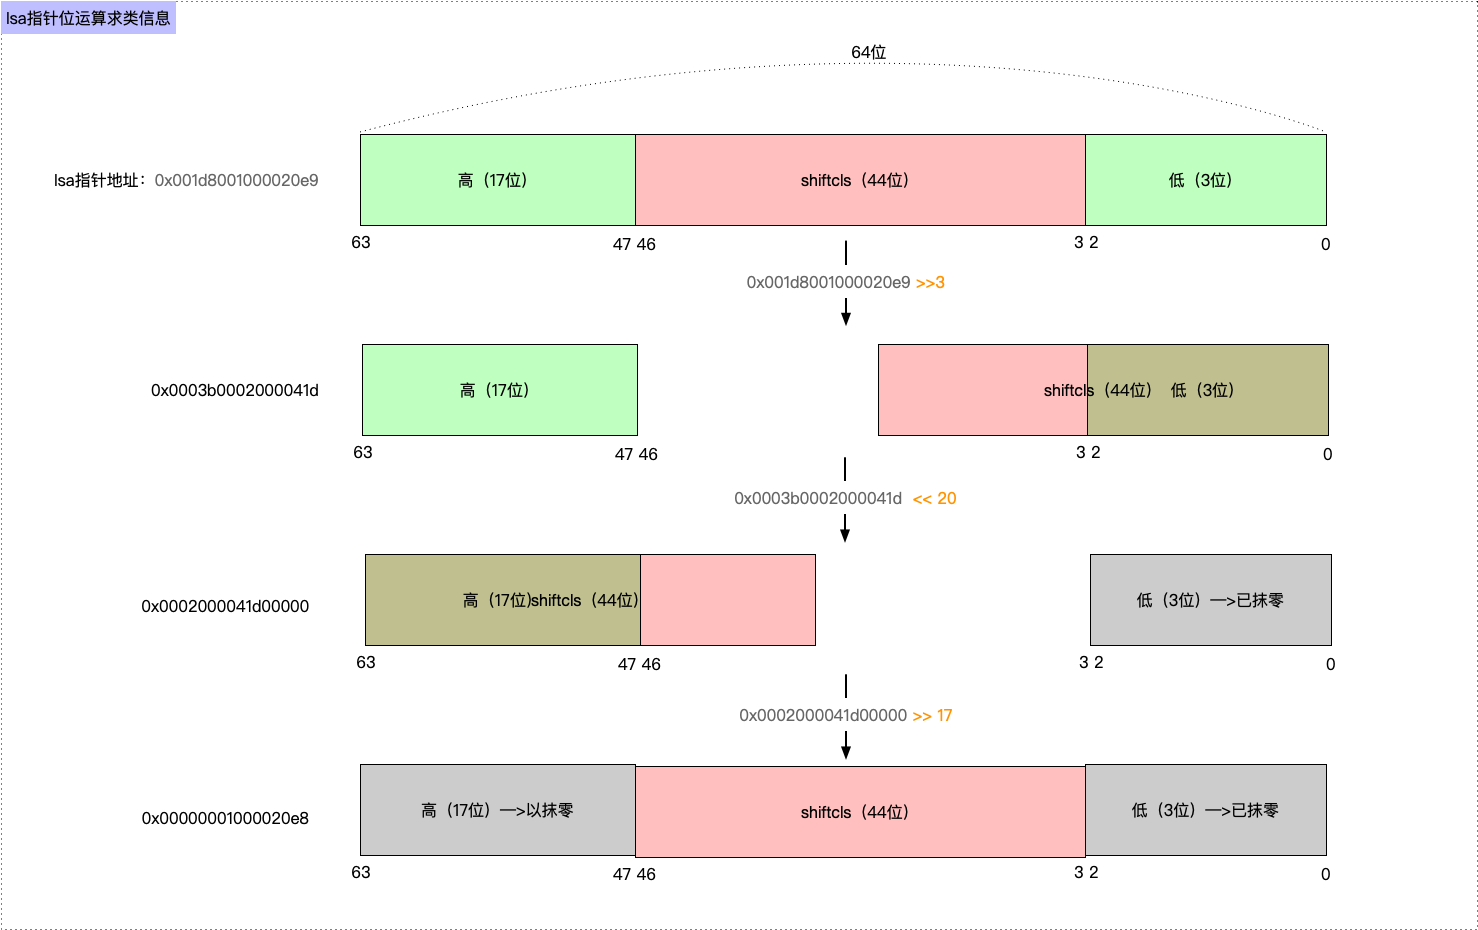 lsa指针位运算求类信息
64位
lsa指针地址：0x001d8001000020e9
高（17位）
shiftcls（44位）
低（3位）
63
47 46
3 2
0
0x001d8001000020e9 >>3
0x0003b0002000041d
高（17位）
shiftcls（44位）
低（3位）
63
47 46
3 2
0
0x0003b0002000041d << 20
0x0002000041d00000
高（17位）shiftcls（44位）
低（3位）—>已抹零
63
47 46
3 2
0
0x0002000041d00000 >> 17
0x00000001000020e8
高（17位）—>以抹零
shiftcls（44位）
低（3位）—>已抹零
63
47 46
3 2
0